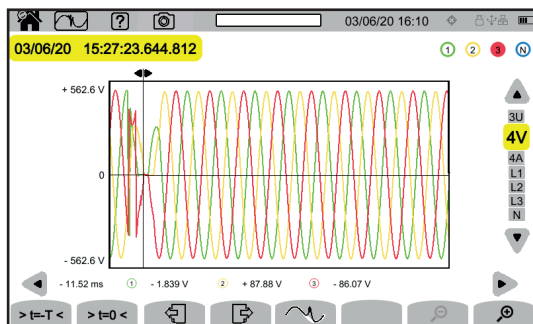 ?
03/06/20 16:10
03/06/20 15:27:23.644.812
1 2 3 N
+ 562.6 V
0
- 562.6 V
3U
4V
4A
L1
L2
L3
N
- 11.52 ms 1 - 1.839 V 2 + 87.88 V 3 - 86.07 V
> t=-T < > t=0 <